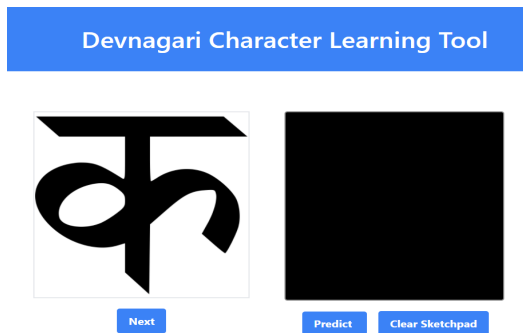 Devnagari Character Learning Tool
क
Next
Predict
Clear Sketchpad